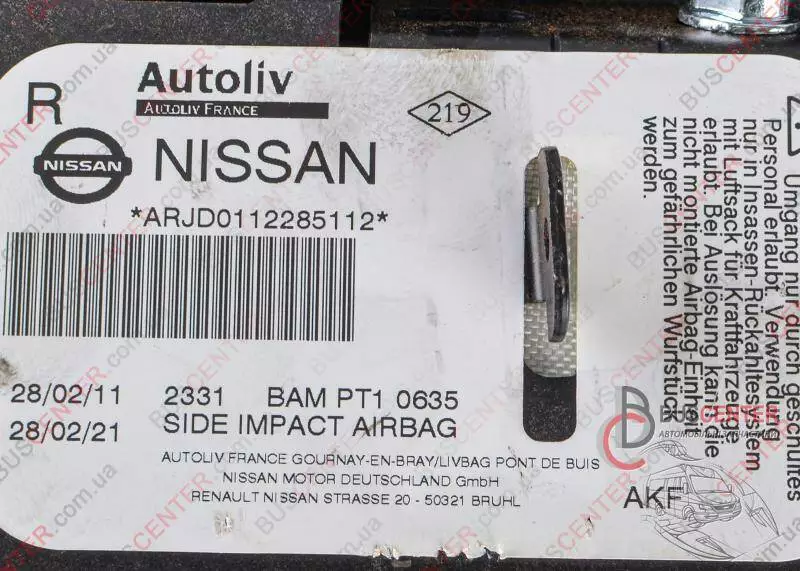 R
Autoliv
AUTOLIV FRANCE
219
NISSAN
NISSAN
*ARJD0112285112*
28/02/11 2331 BAM PT1 0635
28/02/21 SIDE IMPACT AIRBAG
AUTOLIV FRANCE GOURNAY-EN-BRAY/LIVBAG PONT DE BUIS
NISSAN MOTOR DEUTSCHLAND GmbH
RENAULT NISSAN STRASSE 20 - 50321 BRUHL
AKF
Umgang nur durch geschultes
Personal erlaubt. Verwendung
nur in Insassen-Rückhaltesystem
mit Luftsack für Kraftfahrzeuge
erlaubt. Bei Auslösung kann die
nicht montierte Airbag-Einheit
zum gefährlichen Wurfstück
werden.
BUSCENTER.com.ua